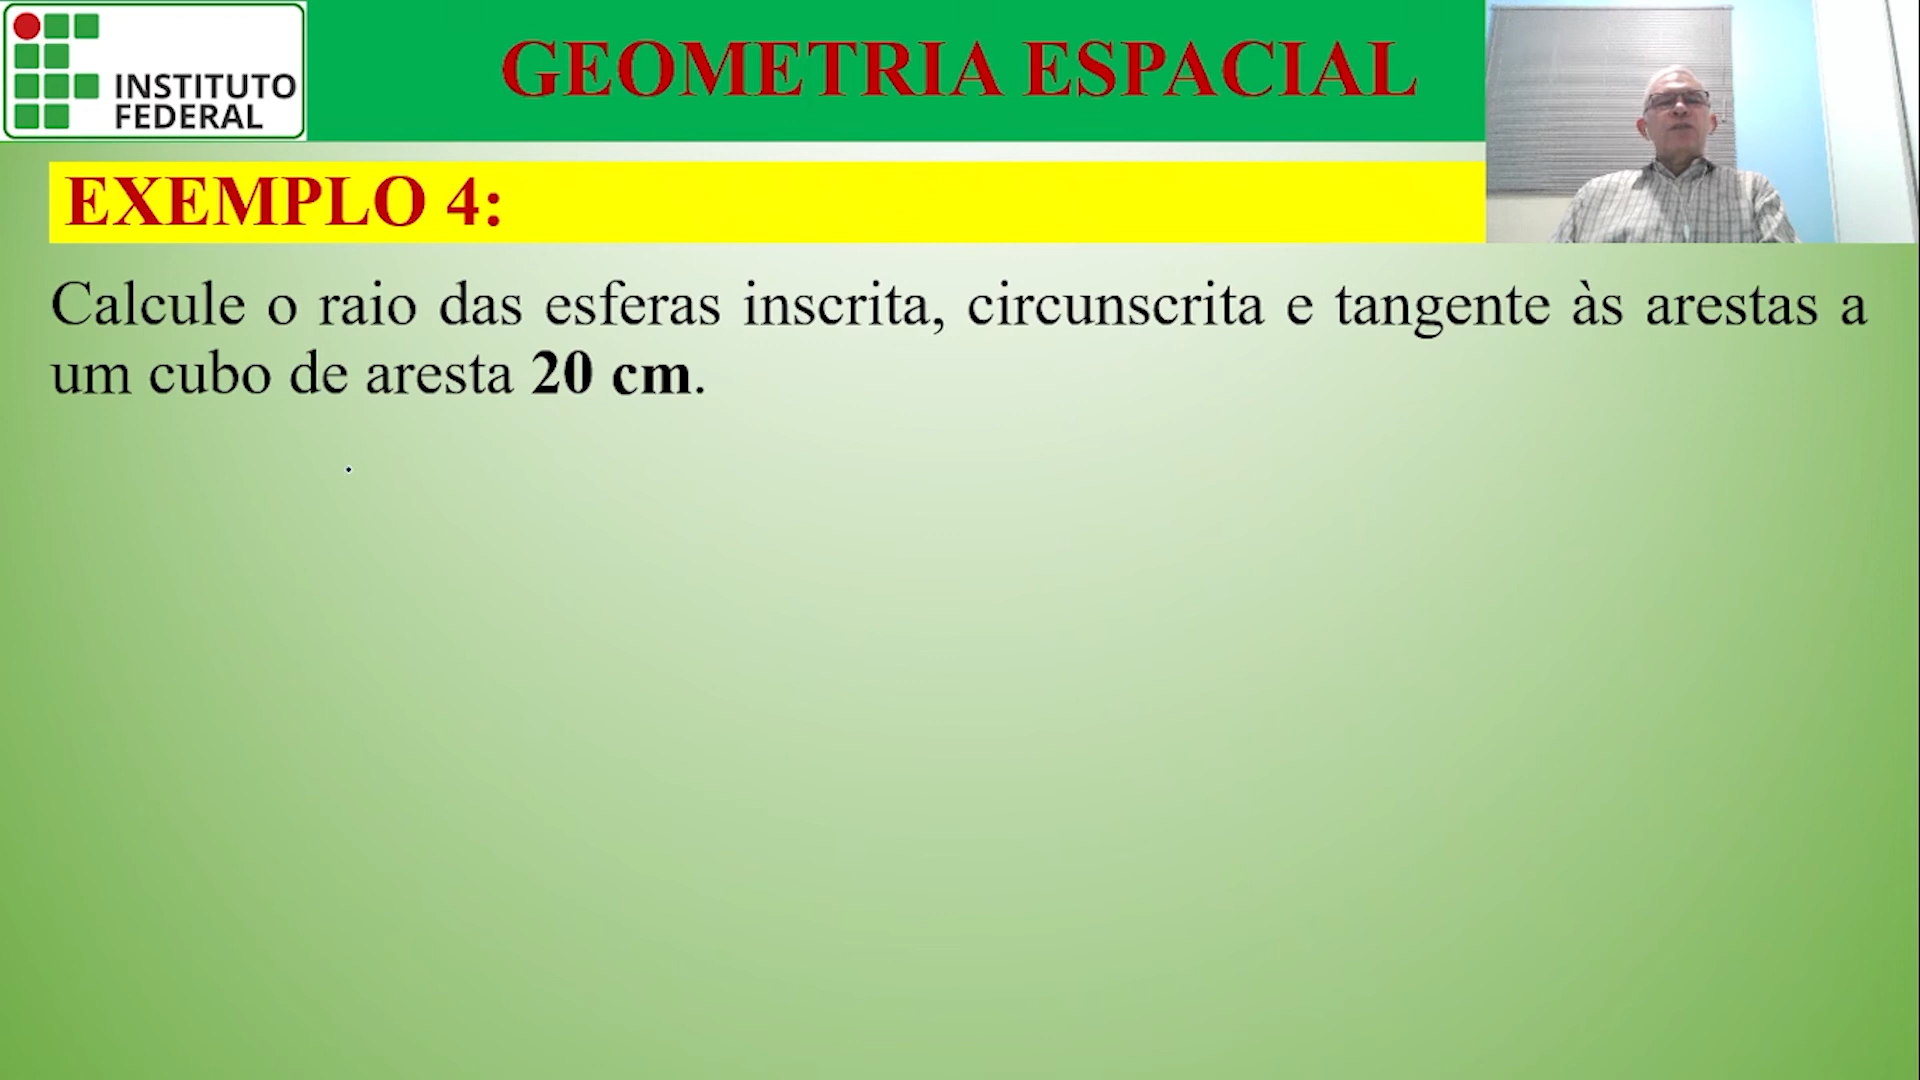 INSTITUTO
FEDERAL
GEOMETRIA ESPACIAL
EXEMPLO 4:
Calcule o raio das esferas inscrita, circunscrita e tangente às arestas a
um cubo de aresta 20 cm.